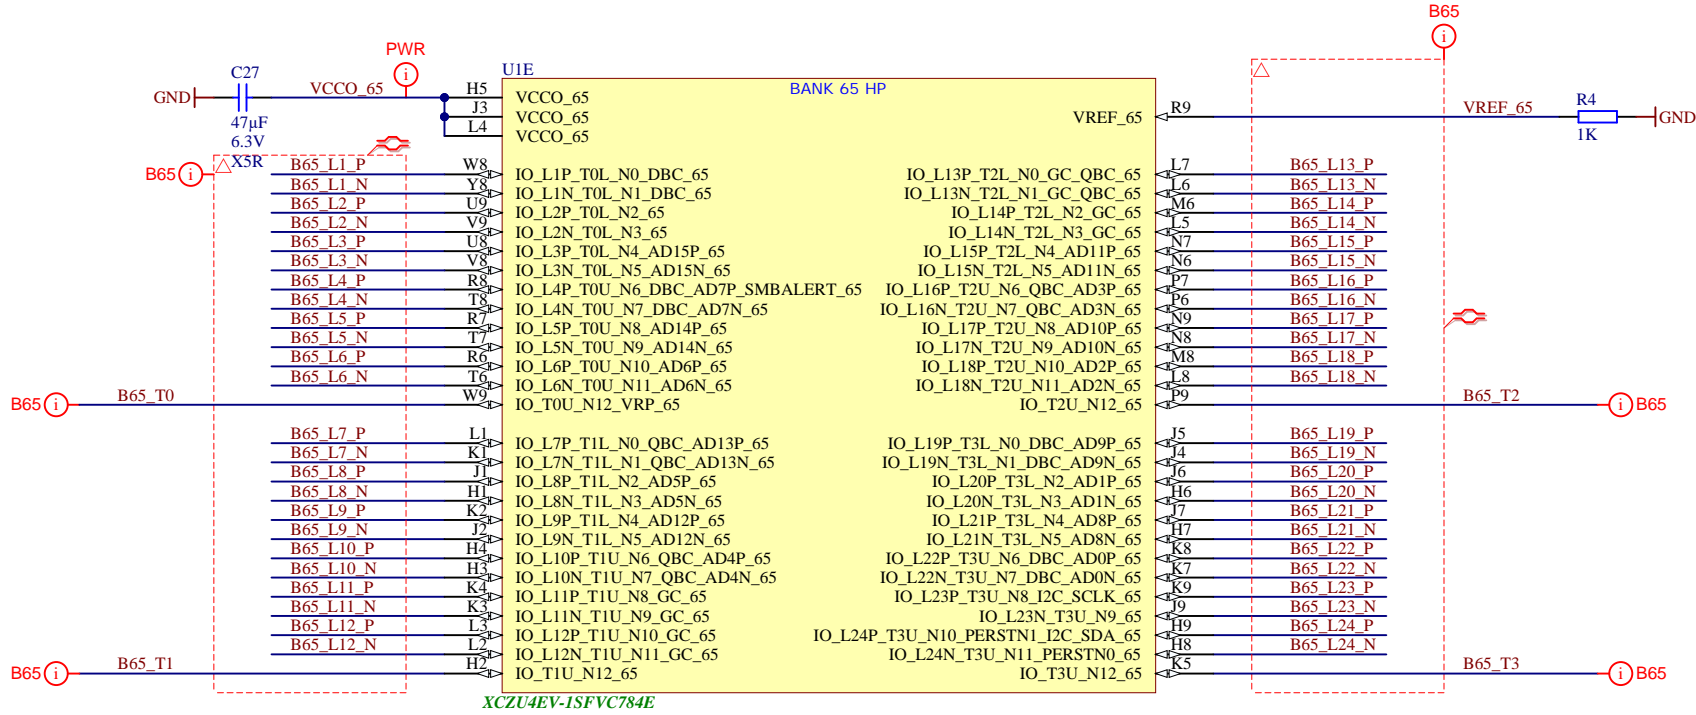 B65
i
PWR
i
C27
GND
VCCO_65
47µF
6.3V
X5R
U1E
BANK 65 HP
H5 VCCO_65
J3 VCCO_65
L4 VCCO_65
VREF_65 R9 VREF_65
R4
1K
GND
B65 i
B65_L1_P W8 IO_L1P_T0L_N0_DBC_65
B65_L1_N Y8 IO_L1N_T0L_N1_DBC_65
B65_L2_P U9 IO_L2P_T0L_N2_65
B65_L2_N V9 IO_L2N_T0L_N3_65
B65_L3_P U8 IO_L3P_T0L_N4_AD15P_65
B65_L3_N V8 IO_L3N_T0L_N5_AD15N_65
B65_L4_P R8 IO_L4P_T0U_N6_DBC_AD7P_SMBALERT_65
B65_L4_N T8 IO_L4N_T0U_N7_DBC_AD7N_65
B65_L5_P R7 IO_L5P_T0U_N8_AD14P_65
B65_L5_N T7 IO_L5N_T0U_N9_AD14N_65
B65_L6_P R6 IO_L6P_T0U_N10_AD6P_65
B65_L6_N T6 IO_L6N_T0U_N11_AD6N_65
B65 i B65_T0 W9 IO_T0U_N12_VRP_65
B65_L7_P L1 IO_L7P_T1L_N0_QBC_AD13P_65
B65_L7_N K1 IO_L7N_T1L_N1_QBC_AD13N_65
B65_L8_P J1 IO_L8P_T1L_N2_AD5P_65
B65_L8_N H1 IO_L8N_T1L_N3_AD5N_65
B65_L9_P K2 IO_L9P_T1L_N4_AD12P_65
B65_L9_N J2 IO_L9N_T1L_N5_AD12N_65
B65_L10_P H4 IO_L10P_T1U_N6_QBC_AD4P_65
B65_L10_N H3 IO_L10N_T1U_N7_QBC_AD4N_65
B65_L11_P K4 IO_L11P_T1U_N8_GC_65
B65_L11_N K3 IO_L11N_T1U_N9_GC_65
B65_L12_P L3 IO_L12P_T1U_N10_GC_65
B65_L12_N L2 IO_L12N_T1U_N11_GC_65
B65 i B65_T1 H2 IO_T1U_N12_65
IO_L13P_T2L_N0_GC_QBC_65 L7 B65_L13_P
IO_L13N_T2L_N1_GC_QBC_65 L6 B65_L13_N
IO_L14P_T2L_N2_GC_65 M6 B65_L14_P
IO_L14N_T2L_N3_GC_65 L5 B65_L14_N
IO_L15P_T2L_N4_AD11P_65 N7 B65_L15_P
IO_L15N_T2L_N5_AD11N_65 N6 B65_L15_N
IO_L16P_T2U_N6_QBC_AD3P_65 P7 B65_L16_P
IO_L16N_T2U_N7_QBC_AD3N_65 P6 B65_L16_N
IO_L17P_T2U_N8_AD10P_65 N9 B65_L17_P
IO_L17N_T2U_N9_AD10N_65 N8 B65_L17_N
IO_L18P_T2U_N10_AD2P_65 M8 B65_L18_P
IO_L18N_T2U_N11_AD2N_65 L8 B65_L18_N
IO_T2U_N12_65 P9 B65_T2 i B65
IO_L19P_T3L_N0_DBC_AD9P_65 J5 B65_L19_P
IO_L19N_T3L_N1_DBC_AD9N_65 J4 B65_L19_N
IO_L20P_T3L_N2_AD1P_65 J6 B65_L20_P
IO_L20N_T3L_N3_AD1N_65 H6 B65_L20_N
IO_L21P_T3L_N4_AD8P_65 J7 B65_L21_P
IO_L21N_T3L_N5_AD8N_65 H7 B65_L21_N
IO_L22P_T3U_N6_DBC_AD0P_65 K8 B65_L22_P
IO_L22N_T3U_N7_DBC_AD0N_65 K7 B65_L22_N
IO_L23P_T3U_N8_I2C_SCLK_65 K9 B65_L23_P
IO_L23N_T3U_N9_65 J9 B65_L23_N
IO_L24P_T3U_N10_PERSTN1_I2C_SDA_65 H9 B65_L24_P
IO_L24N_T3U_N11_PERSTN0_65 H8 B65_L24_N
IO_T3U_N12_65 K5 B65_T3 i B65
XCZU4EV-1SFVC784E